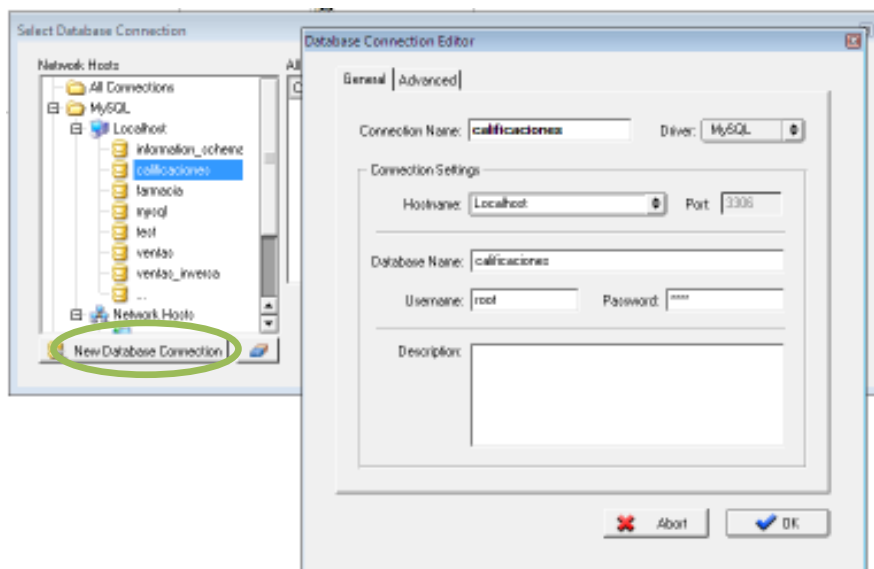 Select Database Connection
Network Hosts
All Connections
MySQL
Localhost
information_schema
calificaciones
farmacia
mysql
test
ventas
ventas_inversa
...
Network Hosts
New Database Connection
Database Connection Editor
General
Advanced
Connection Name: calificaciones
Driver: MySQL
Connection Settings
Hostname: Localhost
Port: 3306
Database Name: calificaciones
Username: root
Password: ****
Description:
Abort
OK